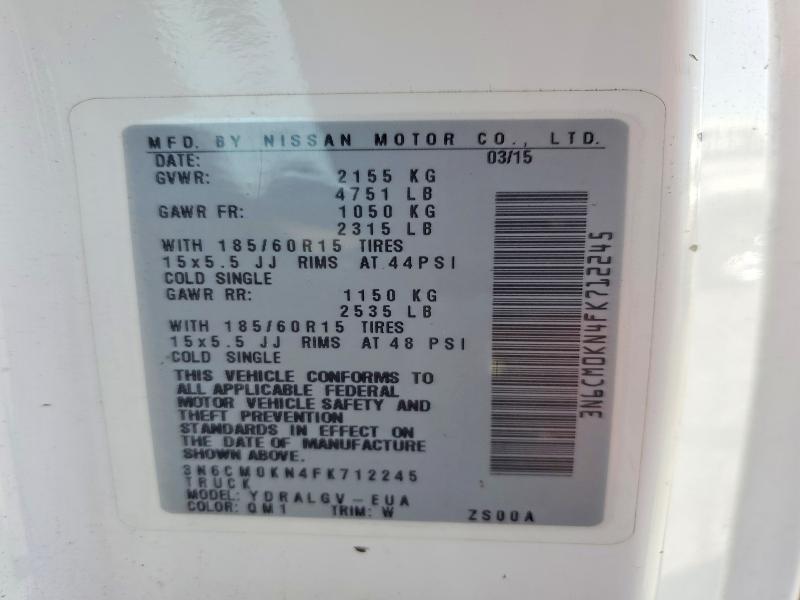 MFD. BY NISSAN MOTOR CO., LTD.
DATE: 03/15
GVWR: 2155 KG
4751 LB
GAWR FR: 1050 KG
2315 LB
WITH 185/60R15 TIRES
15x5.5 JJ RIMS AT 44PSI
COLD SINGLE
GAWR RR: 1150 KG
2535 LB
WITH 185/60R15 TIRES
15x5.5 JJ RIMS AT 48 PSI
COLD SINGLE
THIS VEHICLE CONFORMS TO
ALL APPLICABLE FEDERAL
MOTOR VEHICLE SAFETY AND
THEFT PREVENTION
STANDARDS IN EFFECT ON
THE DATE OF MANUFACTURE
SHOWN ABOVE.
3N6CM0KN4FK712245
TRUCK
MODEL: YDRALGV-EUA
COLOR: QM1 TRIM: W ZS00A
3N6CM0KN4FK712245